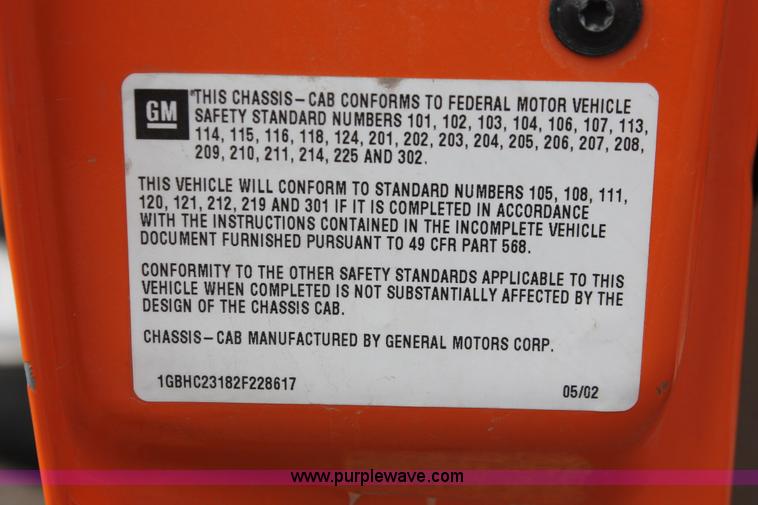 GM
"THIS CHASSIS-CAB CONFORMS TO FEDERAL MOTOR VEHICLE
SAFETY STANDARD NUMBERS 101, 102, 103, 104, 106, 107, 113,
114, 115, 116, 118, 124, 201, 202, 203, 204, 205, 206, 207, 208,
209, 210, 211, 214, 225 AND 302.
THIS VEHICLE WILL CONFORM TO STANDARD NUMBERS 105, 108, 111,
120, 121, 212, 219 AND 301 IF IT IS COMPLETED IN ACCORDANCE
WITH THE INSTRUCTIONS CONTAINED IN THE INCOMPLETE VEHICLE
DOCUMENT FURNISHED PURSUANT TO 49 CFR PART 568.
CONFORMITY TO THE OTHER SAFETY STANDARDS APPLICABLE TO THIS
VEHICLE WHEN COMPLETED IS NOT SUBSTANTIALLY AFFECTED BY THE
DESIGN OF THE CHASSIS CAB.
CHASSIS-CAB MANUFACTURED BY GENERAL MOTORS CORP.
1GBHC23182F228617 05/02
www.purplewave.com